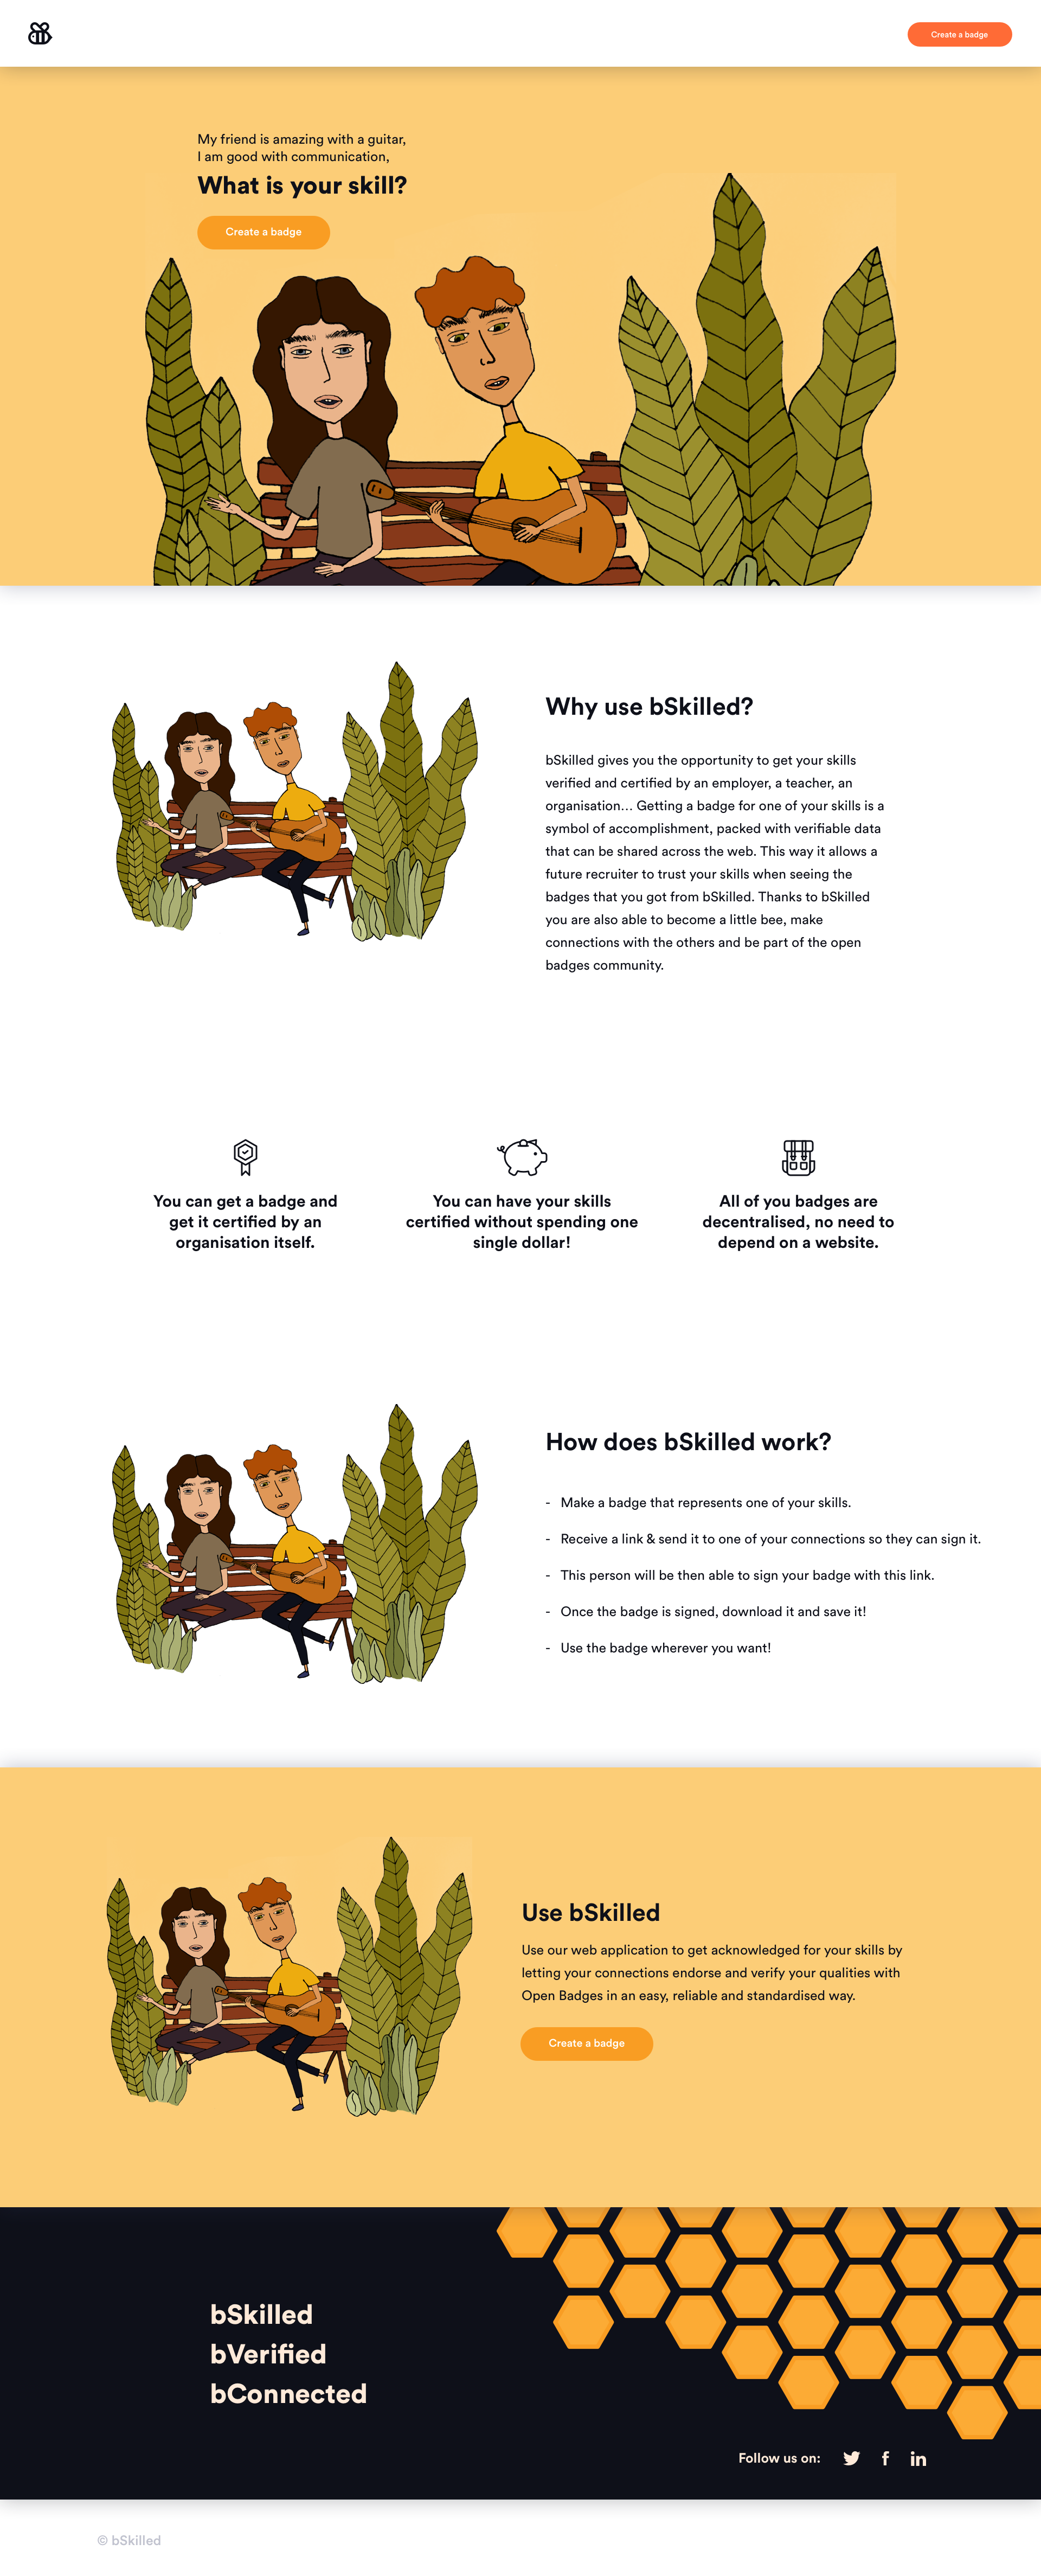 Create a badge
My friend is amazing with a guitar,
I am good with communication,
What is your skill?
Create a badge
Why use bSkilled?
bSkilled gives you the opportunity to get your skills
verified and certified by an employer, a teacher, an
organisation... Getting a badge for one of your skills is a
symbol of accomplishment, packed with verifiable data
that can be shared across the web. This way it allows a
future recruiter to trust your skills when seeing the
badges that you got from bSkilled. Thanks to bSkilled
you are also able to become a little bee, make
connections with the others and be part of the open
badges community.
You can get a badge and
get it certified by an
organisation itself.
You can have your skills
certified without spending one
single dollar!
All of you badges are
decentralised, no need to
depend on a website.
How does bSkilled work?
- Make a badge that represents one of your skills.
- Receive a link & send it to one of your connections so they can sign it.
- This person will be then able to sign your badge with this link.
- Once the badge is signed, download it and save it!
- Use the badge wherever you want!
Use bSkilled
Use our web application to get acknowledged for your skills by
letting your connections endorse and verify your qualities with
Open Badges in an easy, reliable and standardised way.
Create a badge
bSkilled
bVerified
bConnected
Follow us on:
© bSkilled